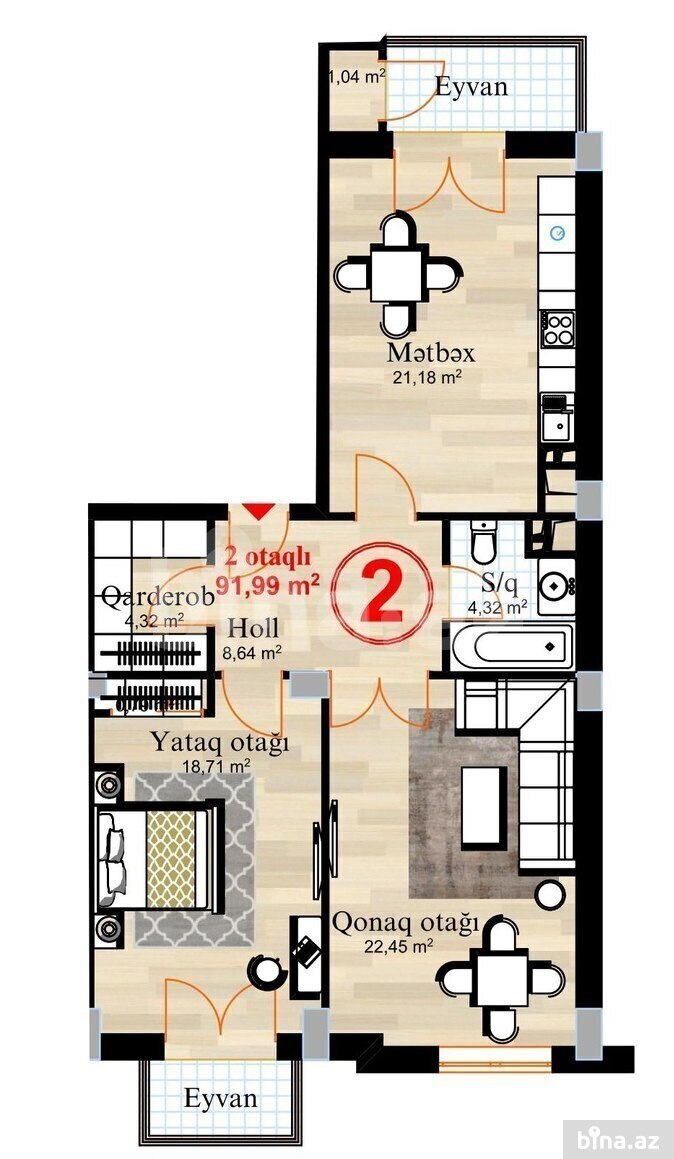 1,04 m²
Eyvan
Mətbəx
21,18 m²
2 otaqlı
91,99 m²
2
Qarderob
4,32 m²
Holl
8,64 m²
S/q
4,32 m²
Yataq otağı
18,71 m²
Qonaq otağı
22,45 m²
Eyvan
bina.az